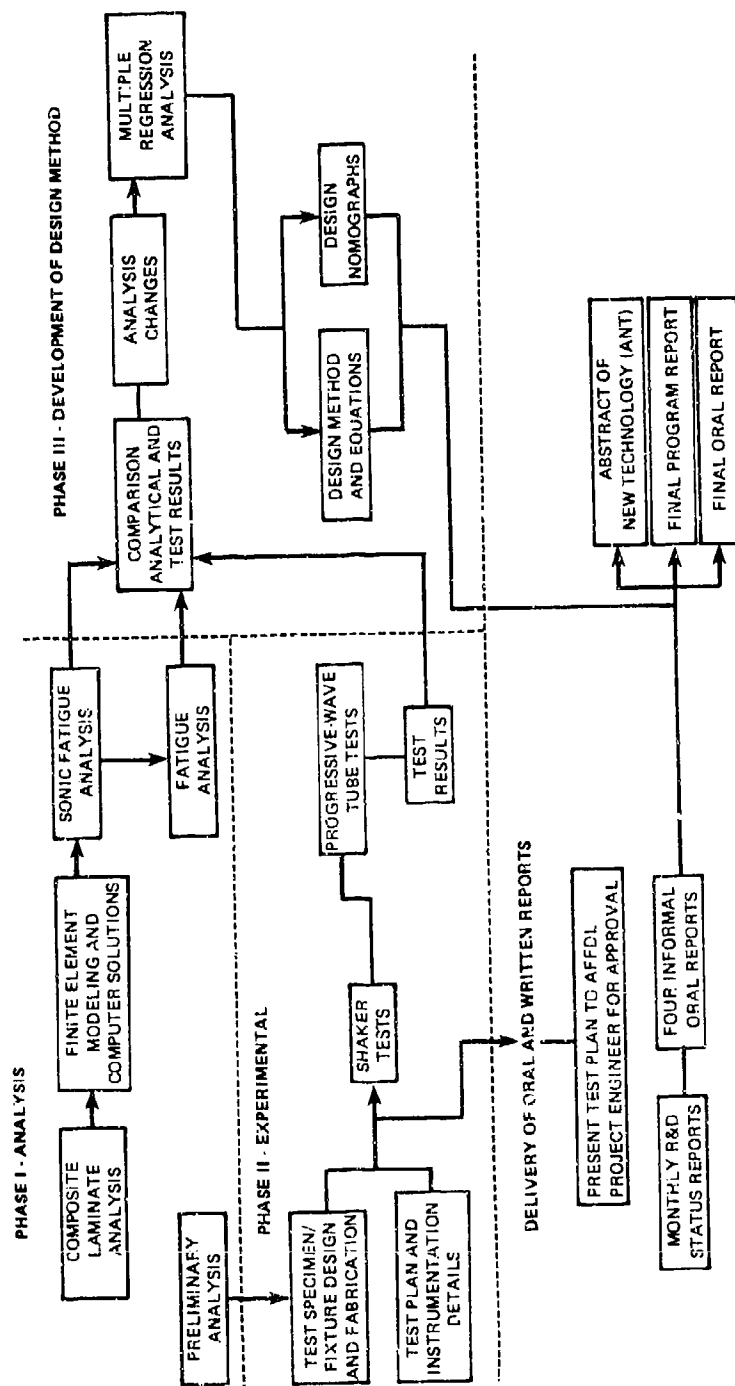 PHASE I - ANALYSIS
COMPOSITE
LAMINATE
ANALYSIS
FINITE ELEMENT
MODELING AND
COMPUTER SOLUTIONS
SONIC FATIGUE
ANALYSIS
FATIGUE
ANALYSIS
PRELIMINARY
ANALYSIS
PHASE II - EXPERIMENTAL
TEST SPECIMEN/
FIXTURE DESIGN
AND FABRICATION
TEST PLAN AND
INSTRUMENTATION
DETAILS
SHAKER
TESTS
PROGRESSIVE-WAVE
TUBE TESTS
TEST
RESULTS
PHASE III - DEVELOPMENT OF DESIGN METHOD
COMPARISON
ANALYTICAL AND
TEST RESULTS
ANALYSIS
CHANGES
MULTIPLE
REGRESSION
ANALYSIS
DESIGN METHOD
AND EQUATIONS
DESIGN
NOMOGRAPHS
DELIVERY OF ORAL AND WRITTEN REPORTS
PRESENT TEST PLAN TO AFFDL
PROJECT ENGINEER FOR APPROVAL
MONTHLY R&D
STATUS REPORTS
FOUR INFORMAL
ORAL REPORTS
ABSTRACT OF
NEW TECHNOLOGY (ANT)
FINAL PROGRAM REPORT
FINAL ORAL REPORT